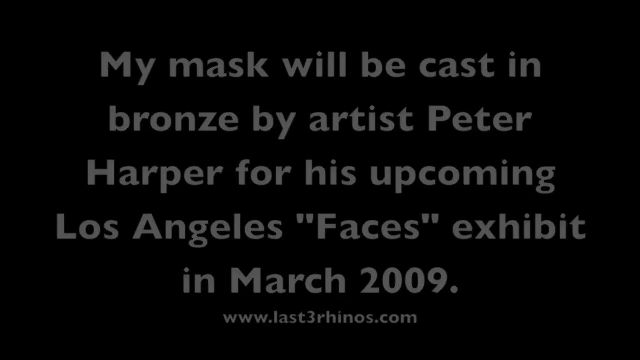 My mask will be cast in
bronze by artist Peter
Harper for his upcoming
Los Angeles "Faces" exhibit
in March 2009.
www.last3rhinos.com